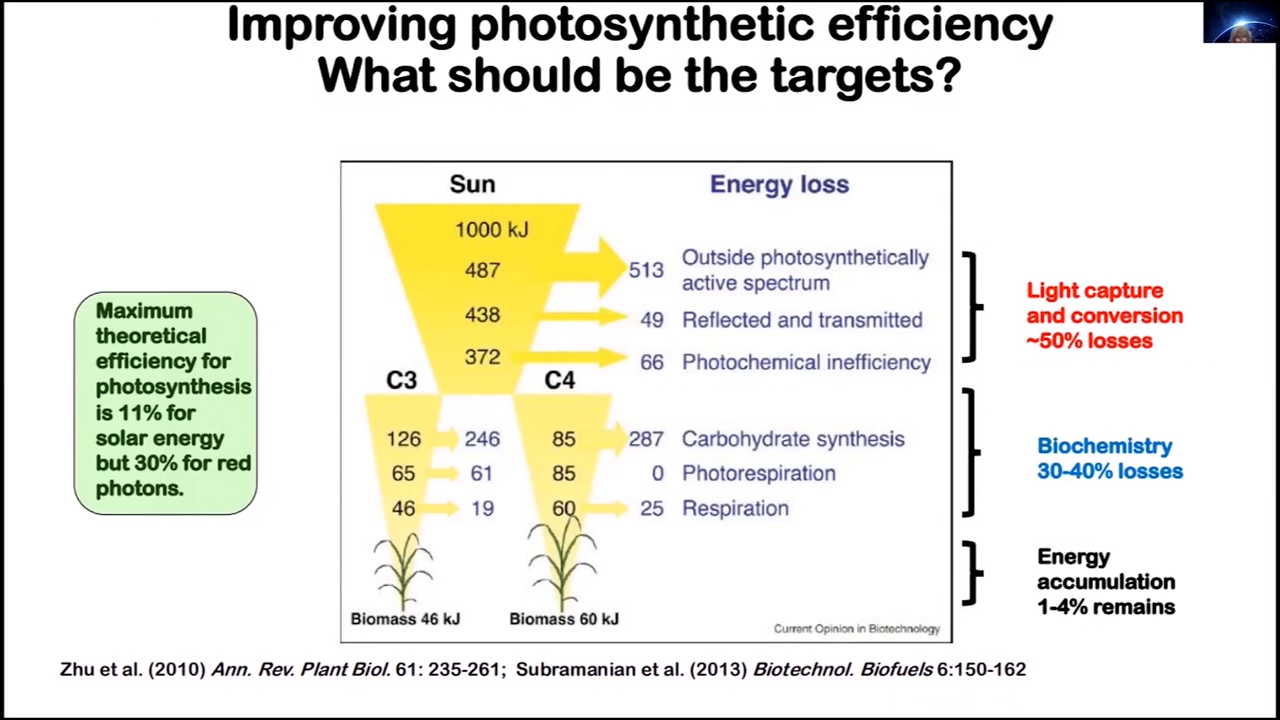 Improving photosynthetic efficiency
What should be the targets?
Sun
Energy loss
1000 kJ
487
513
Outside photosynthetically
active spectrum
438
49
Reflected and transmitted
372
66
Photochemical inefficiency
C3
C4
126
246
85
287
Carbohydrate synthesis
65
61
85
0
Photorespiration
46
19
60
25
Respiration
Biomass 46 kJ
Biomass 60 kJ
Current Opinion in Biotechnology
Maximum
theoretical
efficiency for
photosynthesis
is 11% for
solar energy
but 30% for red
photons.
Light capture
and conversion
~50% losses
Biochemistry
30-40% losses
Energy
accumulation
1-4% remains
Zhu et al. (2010) Ann. Rev. Plant Biol. 61: 235-261; Subramanian et al. (2013) Biotechnol. Biofuels 6:150-162